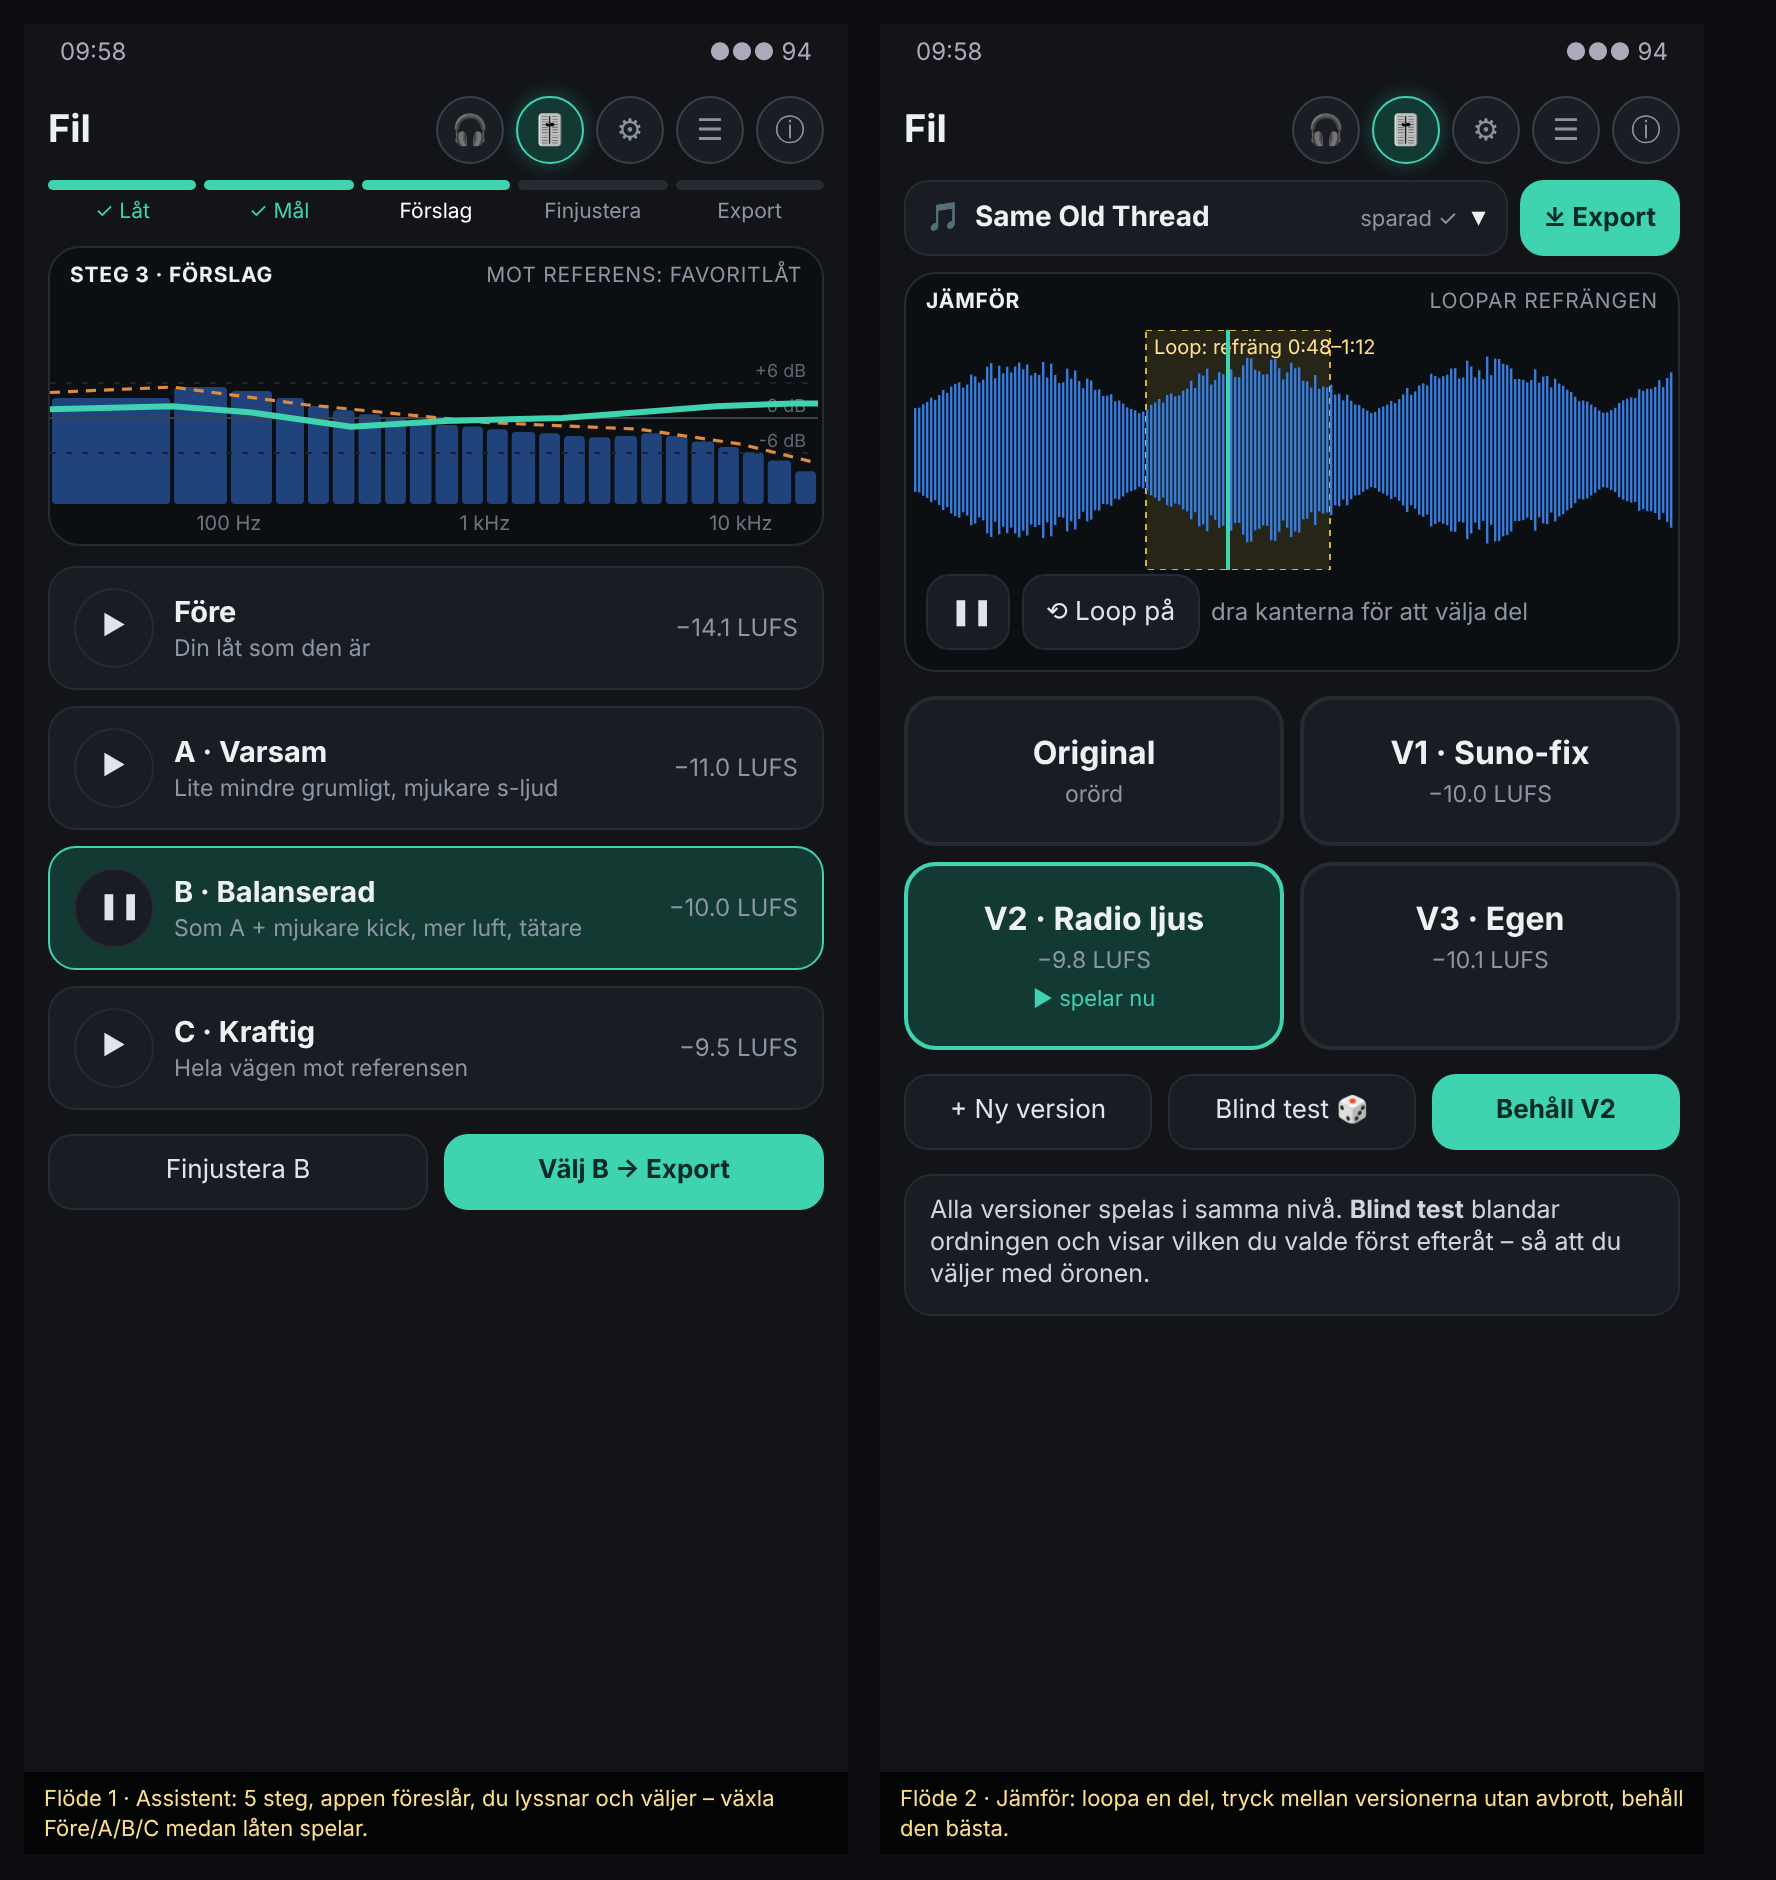 09:58
94
Fil
✓ Låt
✓ Mål
Förslag
Finjustera
Export
STEG 3 · FÖRSLAG
MOT REFERENS: FAVORITLÅT
+6 dB
0 dB
-6 dB
100 Hz
1 kHz
10 kHz
Före
Din låt som den är
−14.1 LUFS
A · Varsam
Lite mindre grumligt, mjukare s-ljud
−11.0 LUFS
B · Balanserad
Som A + mjukare kick, mer luft, tätare
−10.0 LUFS
C · Kraftig
Hela vägen mot referensen
−9.5 LUFS
Finjustera B
Välj B → Export
Flöde 1 · Assistent: 5 steg, appen föreslår, du lyssnar och väljer – växla
Före/A/B/C medan låten spelar.
09:58
94
Fil
Same Old Thread
sparad ✓ ▼
Export
JÄMFÖR
LOOPAR REFRÄNGEN
Loop: refräng 0:48–1:12
⟲ Loop på
dra kanterna för att välja del
Original
orörd
V1 · Suno-fix
−10.0 LUFS
V2 · Radio ljus
−9.8 LUFS
▶ spelar nu
V3 · Egen
−10.1 LUFS
+ Ny version
Blind test 🎲
Behåll V2
Alla versioner spelas i samma nivå. Blind test blandar
ordningen och visar vilken du valde först efteråt – så att du
väljer med öronen.
Flöde 2 · Jämför: loopa en del, tryck mellan versionerna utan avbrott, behåll
den bästa.